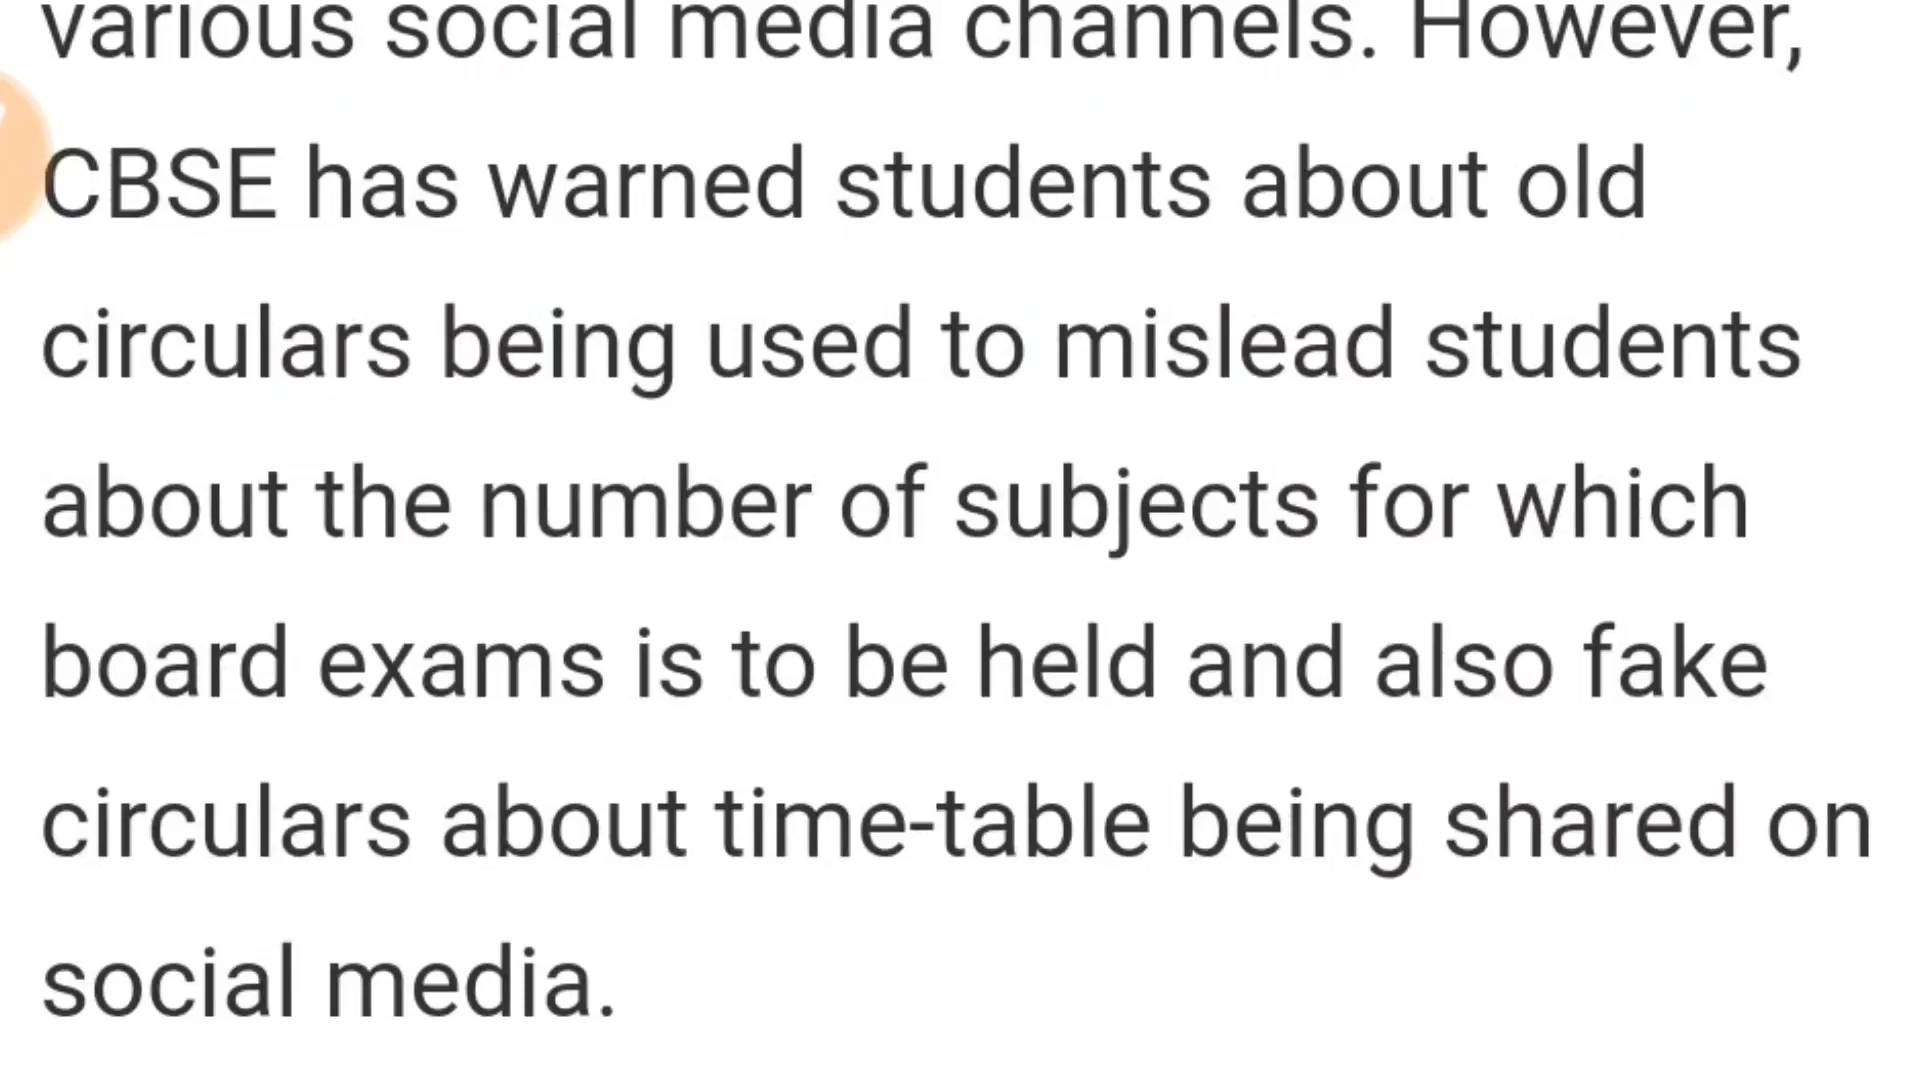 various social media channels. However,
CBSE has warned students about old
circulars being used to mislead students
about the number of subjects for which
board exams is to be held and also fake
circulars about time-table being shared on
social media.